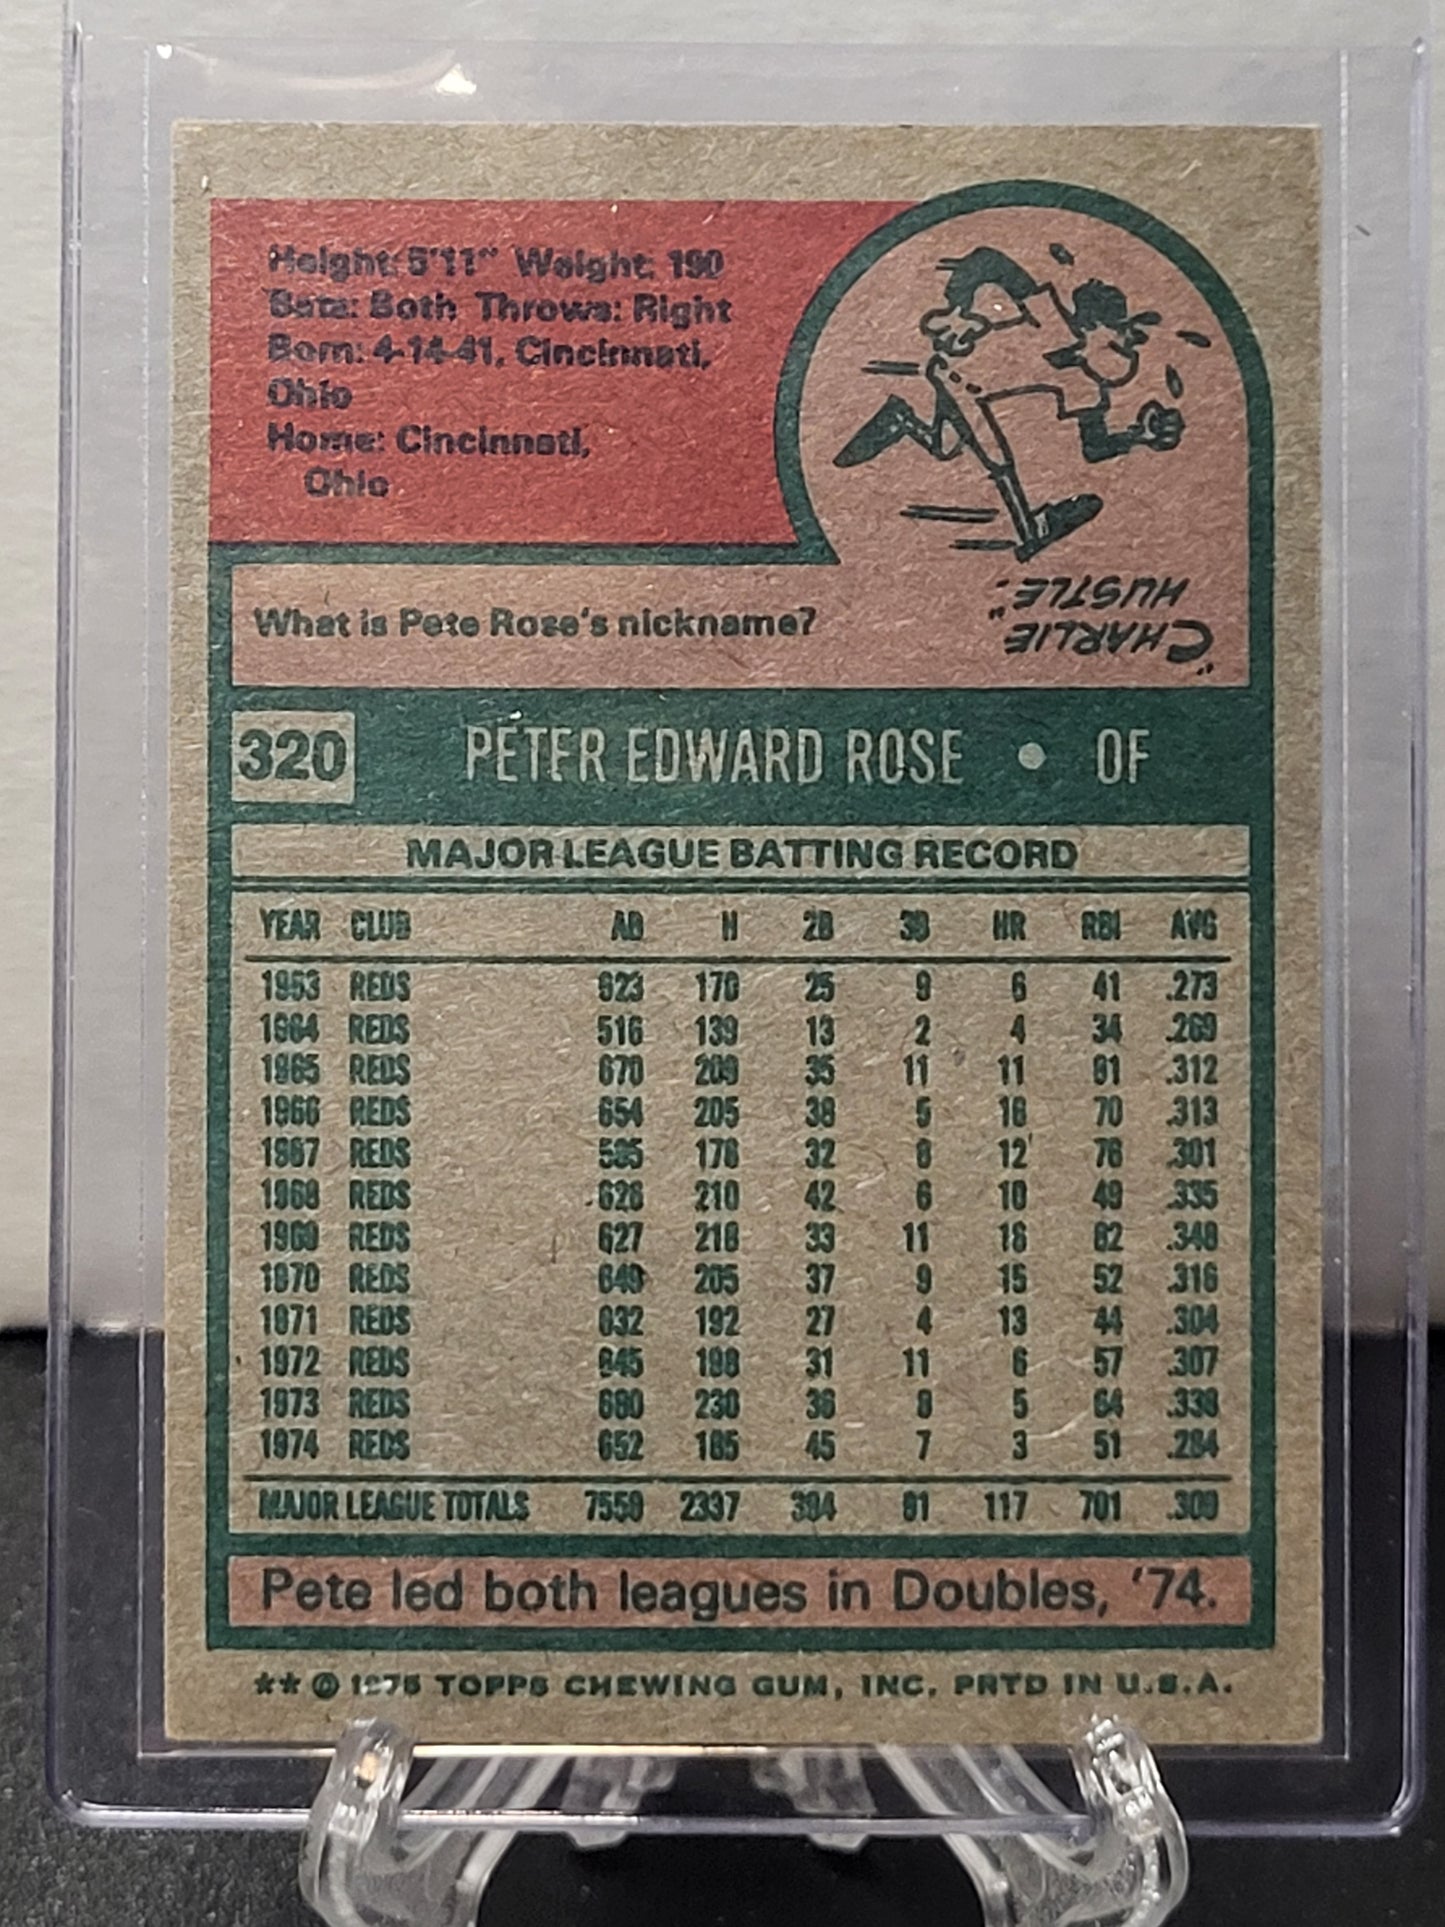 Height: 5'11" Weight: 190
Bats: Both Throws: Right
Born: 4-14-41, Cincinnati,
Ohio
Home: Cincinnati,
Ohio
"CHARLIE
HUSTLE."
What is Pete Rose's nickname?
320 PETER EDWARD ROSE • OF
MAJOR LEAGUE BATTING RECORD
YEAR CLUB AB H 2B 3B HR RBI AVG
1963 REDS 623 170 25 9 6 41 .273
1964 REDS 516 139 13 2 4 34 .269
1965 REDS 670 209 35 11 11 81 .312
1966 REDS 654 205 38 5 16 70 .313
1967 REDS 585 176 32 8 12 76 .301
1968 REDS 626 210 42 6 10 49 .335
1969 REDS 627 218 33 11 16 82 .348
1970 REDS 649 205 37 9 15 52 .316
1971 REDS 632 192 27 4 13 44 .304
1972 REDS 645 198 31 11 6 57 .307
1973 REDS 680 230 36 8 5 64 .338
1974 REDS 652 185 45 7 3 51 .284
MAJOR LEAGUE TOTALS 7559 2337 394 91 117 701 .309
Pete led both leagues in Doubles, '74.
** © 1975 TOPPS CHEWING GUM, INC. PRTD IN U.S.A.